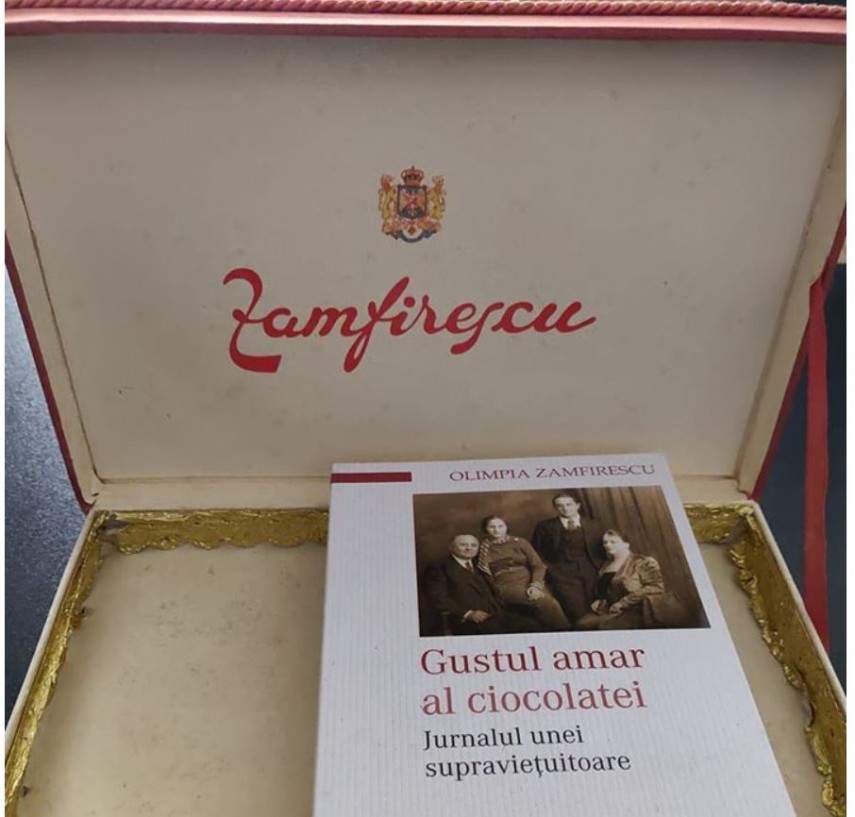 Zamfirescu
OLIMPIA ZAMFIRESCU
Gustul amar
al ciocolatei
Jurnalul unei
supraviețuitoare